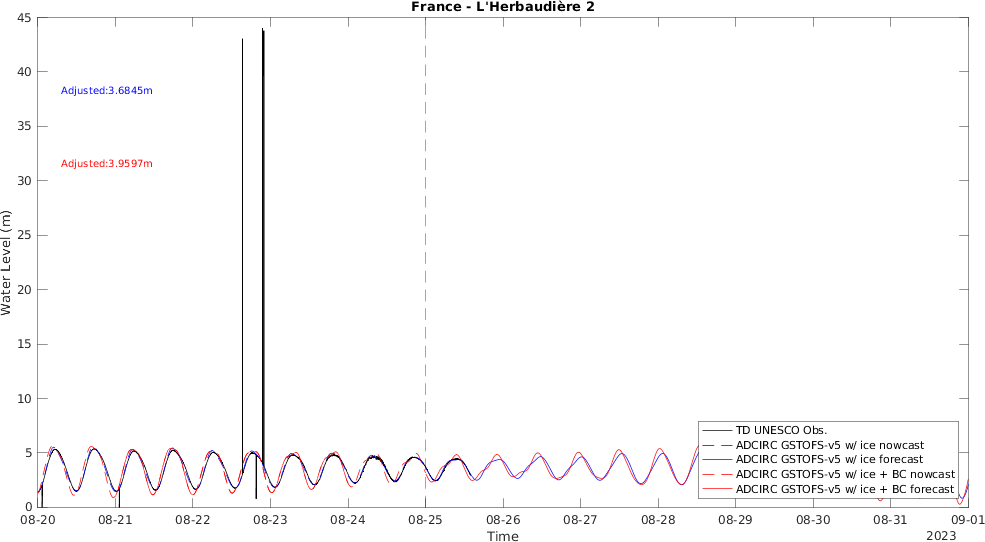 France - L'Herbaudière 2
45
40
35
30
25
20
15
10
5
0
Water Level (m)
Adjusted:3.6845m
Adjusted:3.9597m
TD UNESCO Obs.
ADCIRC GSTOFS-v5 w/ ice nowcast
ADCIRC GSTOFS-v5 w/ ice forecast
ADCIRC GSTOFS-v5 w/ ice + BC nowcast
ADCIRC GSTOFS-v5 w/ ice + BC forecast
08-20 08-21 08-22 08-23 08-24 08-25 08-26 08-27 08-28 08-29 08-30 08-31 09-01
Time
2023